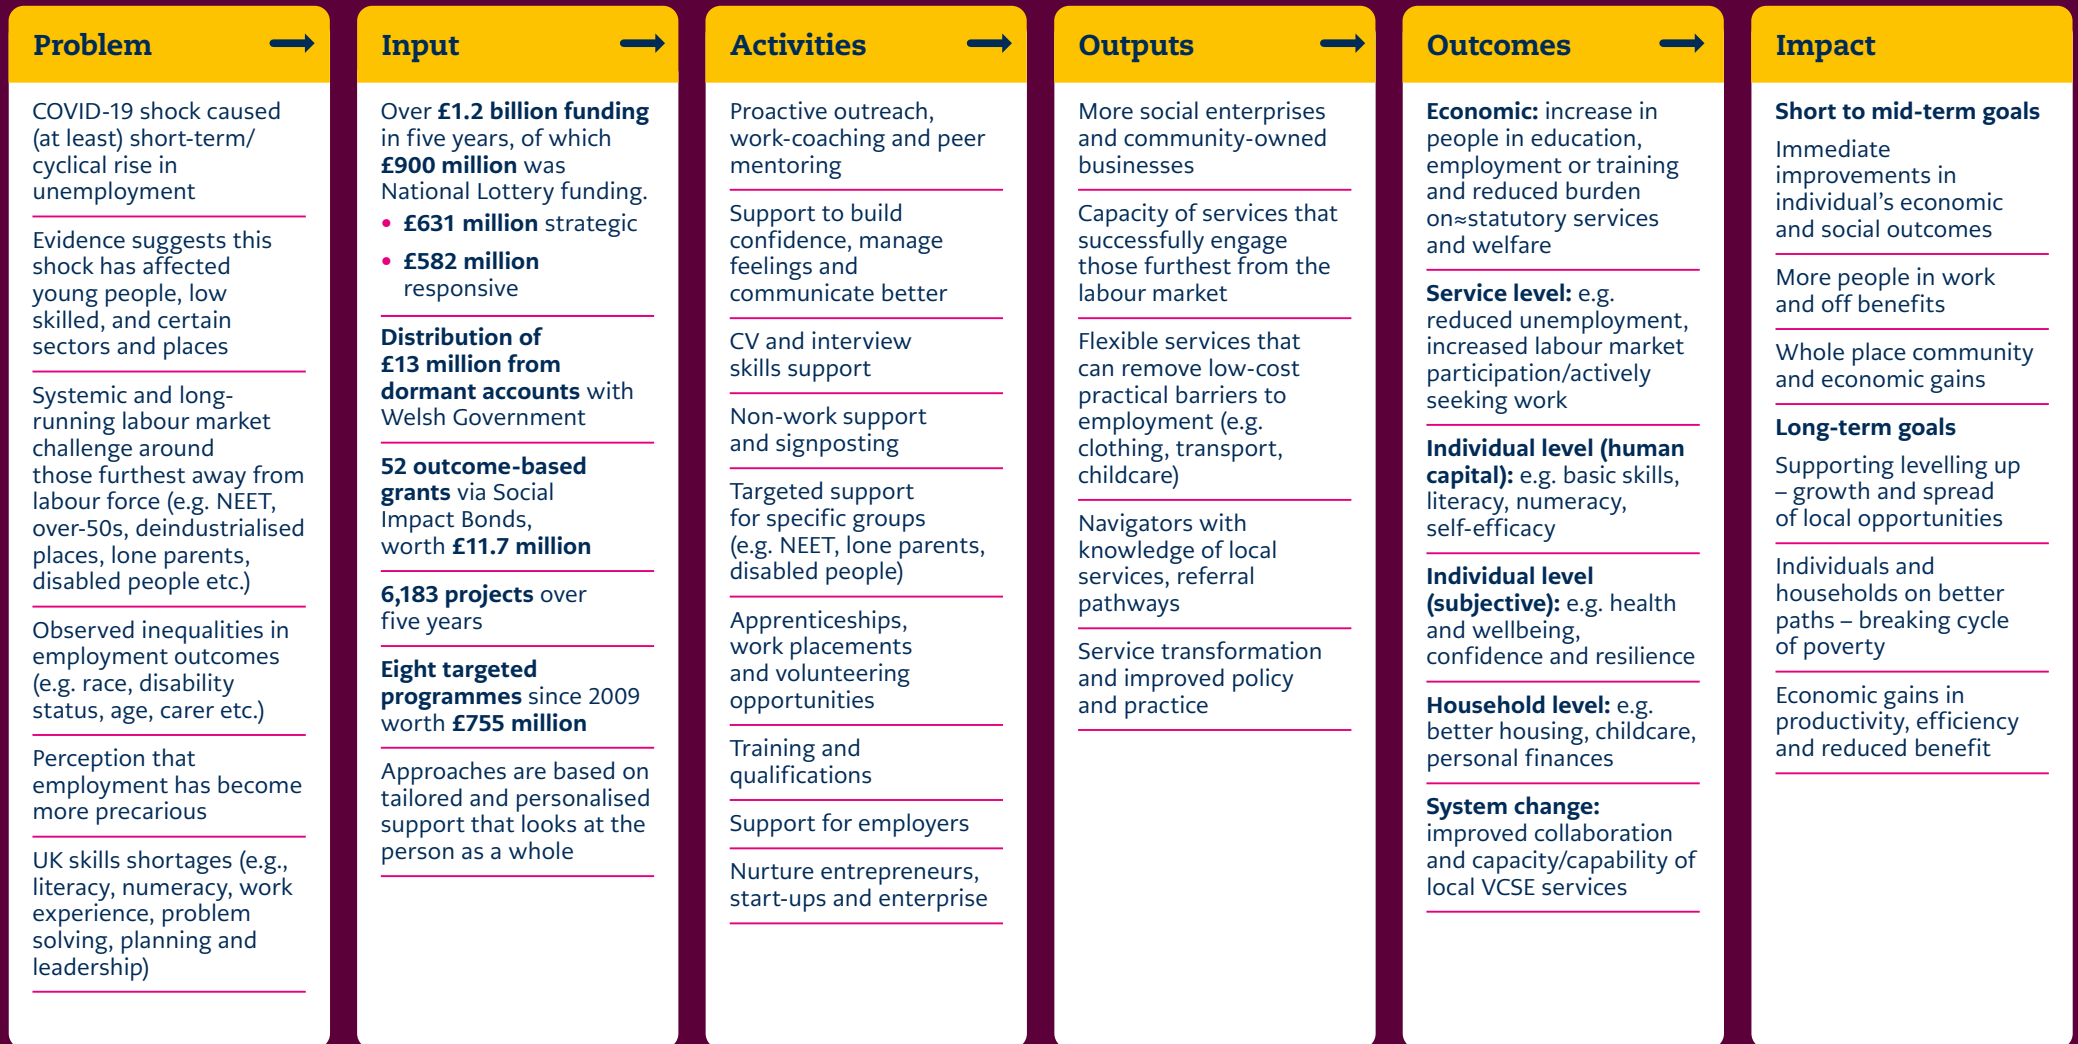 Problem
COVID-19 shock caused
(at least) short-term/
cyclical rise in
unemployment
Evidence suggests this
shock has affected
young people, low
skilled, and certain
sectors and places
Systemic and long-
running labour market
challenge around
those furthest away from
labour force (e.g. NEET,
over-50s, deindustrialised
places, lone parents,
disabled people etc.)
Observed inequalities in
employment outcomes
(e.g. race, disability
status, age, carer etc.)
Perception that
employment has become
more precarious
UK skills shortages (e.g.,
literacy, numeracy, work
experience, problem
solving, planning and
leadership)
Input
Over £1.2 billion funding
in five years, of which
£900 million was
National Lottery funding.
• £631 million strategic
• £582 million
responsive
Distribution of
£13 million from
dormant accounts with
Welsh Government
52 outcome-based
grants via Social
Impact Bonds,
worth £11.7 million
6,183 projects over
five years
Eight targeted
programmes since 2009
worth £755 million
Approaches are based on
tailored and personalised
support that looks at the
person as a whole
Activities
Proactive outreach,
work-coaching and peer
mentoring
Support to build
confidence, manage
feelings and
communicate better
CV and interview
skills support
Non-work support
and signposting
Targeted support
for specific groups
(e.g. NEET, lone parents,
disabled people)
Apprenticeships,
work placements
and volunteering
opportunities
Training and
qualifications
Support for employers
Nurture entrepreneurs,
start-ups and enterprise
Outputs
More social enterprises
and community-owned
businesses
Capacity of services that
successfully engage
those furthest from the
labour market
Flexible services that
can remove low-cost
practical barriers to
employment (e.g.
clothing, transport,
childcare)
Navigators with
knowledge of local
services, referral
pathways
Service transformation
and improved policy
and practice
Outcomes
Economic: increase in
people in education,
employment or training
and reduced burden
on≈statutory services
and welfare
Service level: e.g.
reduced unemployment,
increased labour market
participation/actively
seeking work
Individual level (human
capital): e.g. basic skills,
literacy, numeracy,
self-efficacy
Individual level
(subjective): e.g. health
and wellbeing,
confidence and resilience
Household level: e.g.
better housing, childcare,
personal finances
System change:
improved collaboration
and capacity/capability of
local VCSE services
Impact
Short to mid-term goals
Immediate
improvements in
individual’s economic
and social outcomes
More people in work
and off benefits
Whole place community
and economic gains
Long-term goals
Supporting levelling up
– growth and spread
of local opportunities
Individuals and
households on better
paths – breaking cycle
of poverty
Economic gains in
productivity, efficiency
and reduced benefit